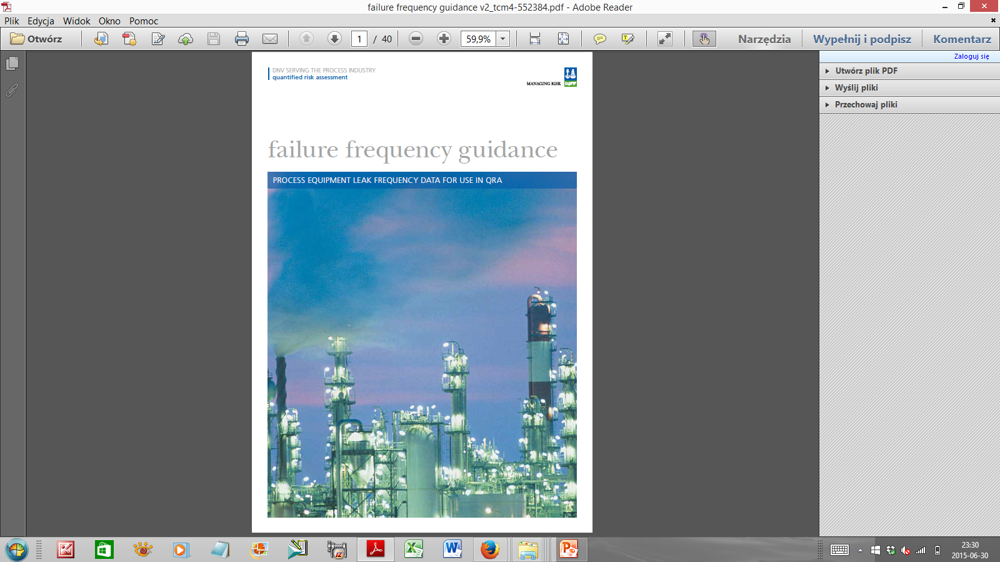 failure frequency guidance v2_tcm4-552384.pdf - Adobe Reader
Plik Edycja Widok Okno Pomoc
Otwórz 1 / 40 59,9% Narzędzia Wypełnij i podpisz Komentarz
Zaloguj się
Utwórz plik PDF
Wyślij pliki
Przechowaj pliki
DNV SERVING THE PROCESS INDUSTRY
quantified risk assessment
MANAGING RISK
failure frequency guidance
PROCESS EQUIPMENT LEAK FREQUENCY DATA FOR USE IN QRA
23:30
2015-06-30